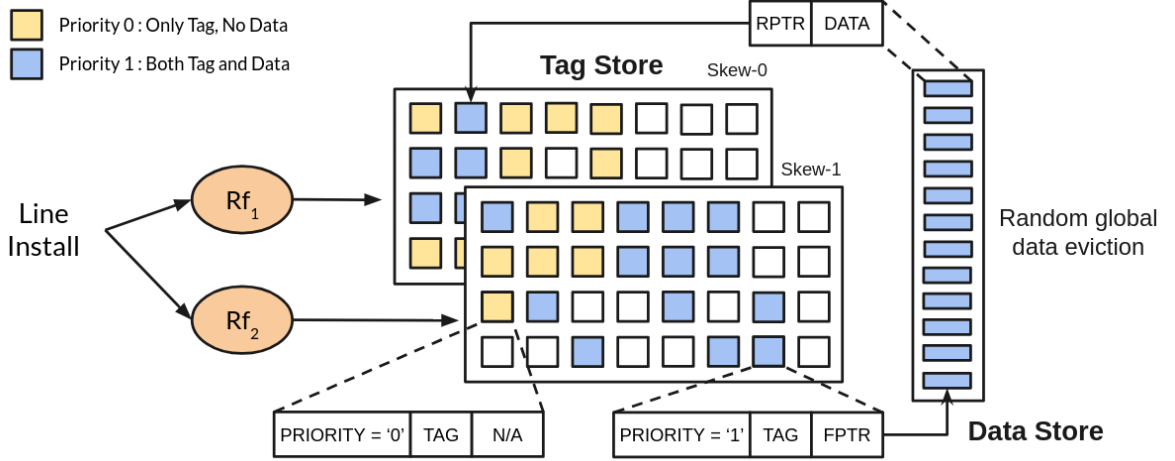 Priority 0 : Only Tag, No Data
Priority 1 : Both Tag and Data
RPTR DATA
Tag Store
Skew-0
Skew-1
Line
Install
Rf1
Rf2
Random global
data eviction
PRIORITY = ‘0’ TAG N/A
PRIORITY = ‘1’ TAG FPTR
Data Store